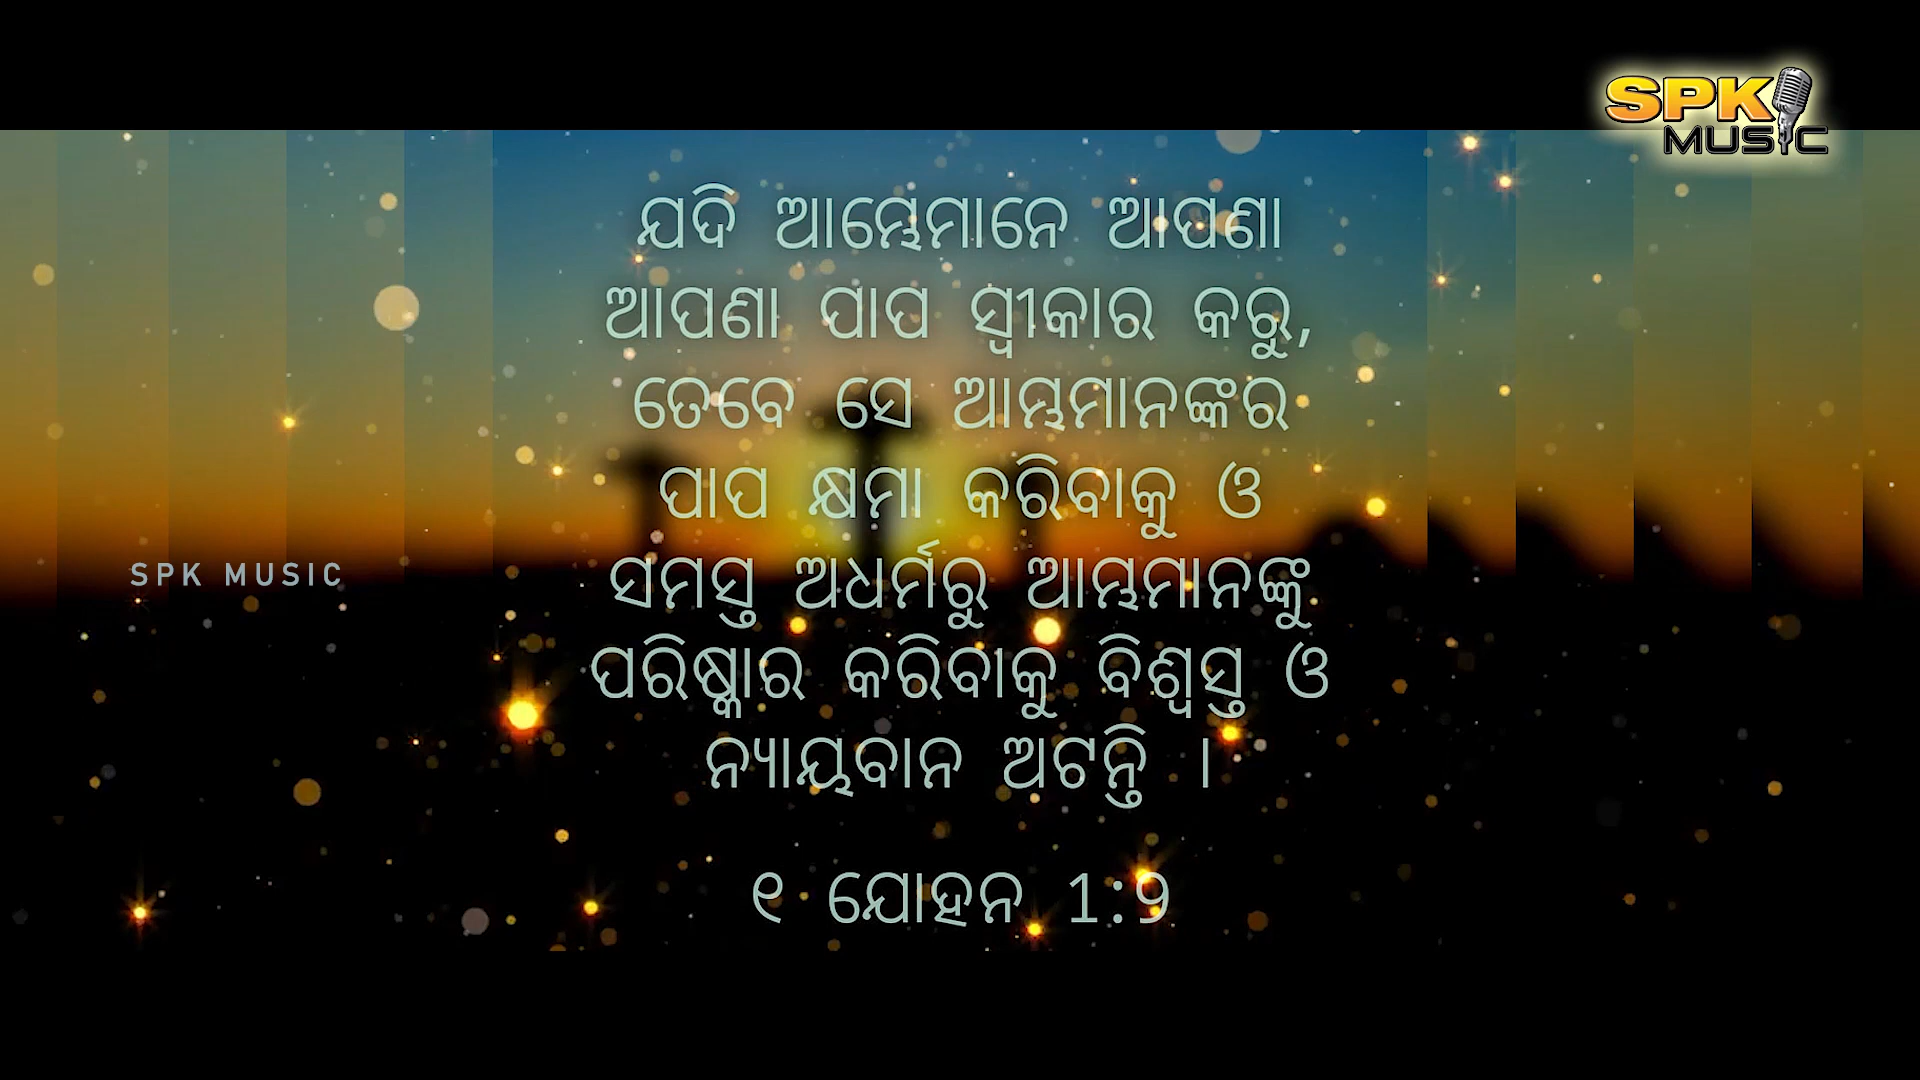 SPK
MUSIC
ଯଦି ଆମ୍ଭେମାନେ ଆପଣା
ଆପଣା ପାପ ସ୍ୱୀକାର କରୁ,
ତେବେ ସେ ଆମ୍ଭମାନଙ୍କର
ପାପ କ୍ଷମା କରିବାକୁ ଓ
ସମସ୍ତ ଅଧର୍ମରୁ ଆମ୍ଭମାନଙ୍କୁ
SPK MUSIC
ପରିଷ୍କାର କରିବାକୁ ବିଶ୍ୱସ୍ତ ଓ
ନ୍ୟାୟବାନ ଅଟନ୍ତି ।
୧ ଯୋହନ 1:9